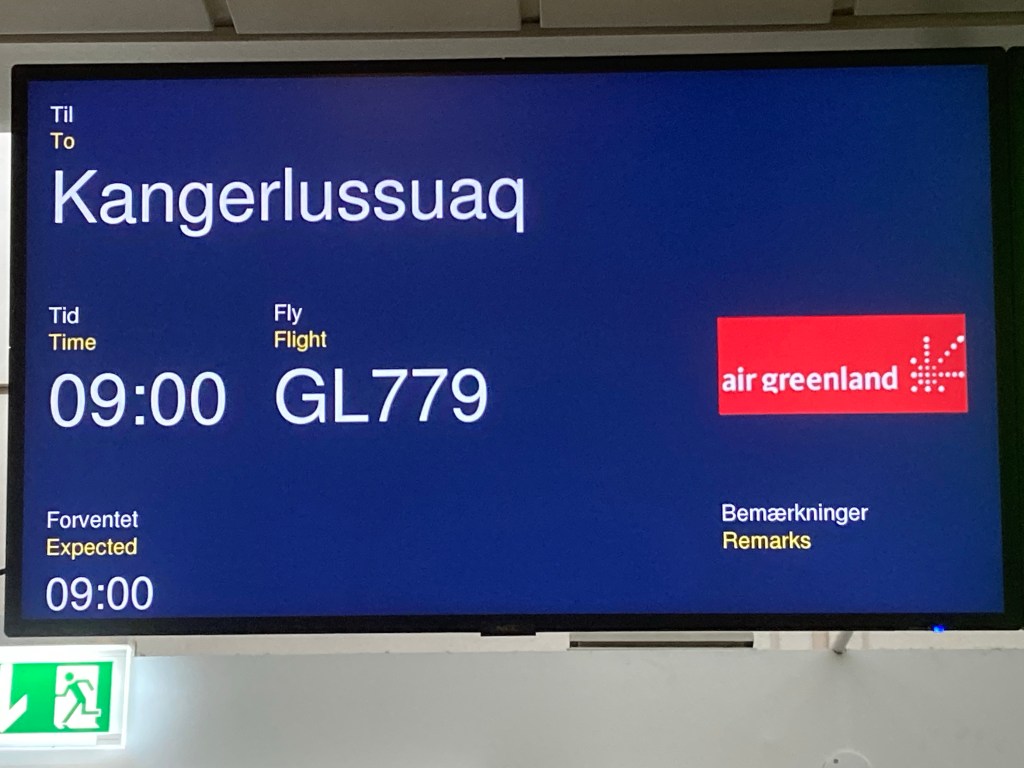 Til
To
Kangerlussuaq
Tid
Time
09:00
Fly
Flight
GL779
air greenland
Forventet
Expected
09:00
Bemærkninger
Remarks